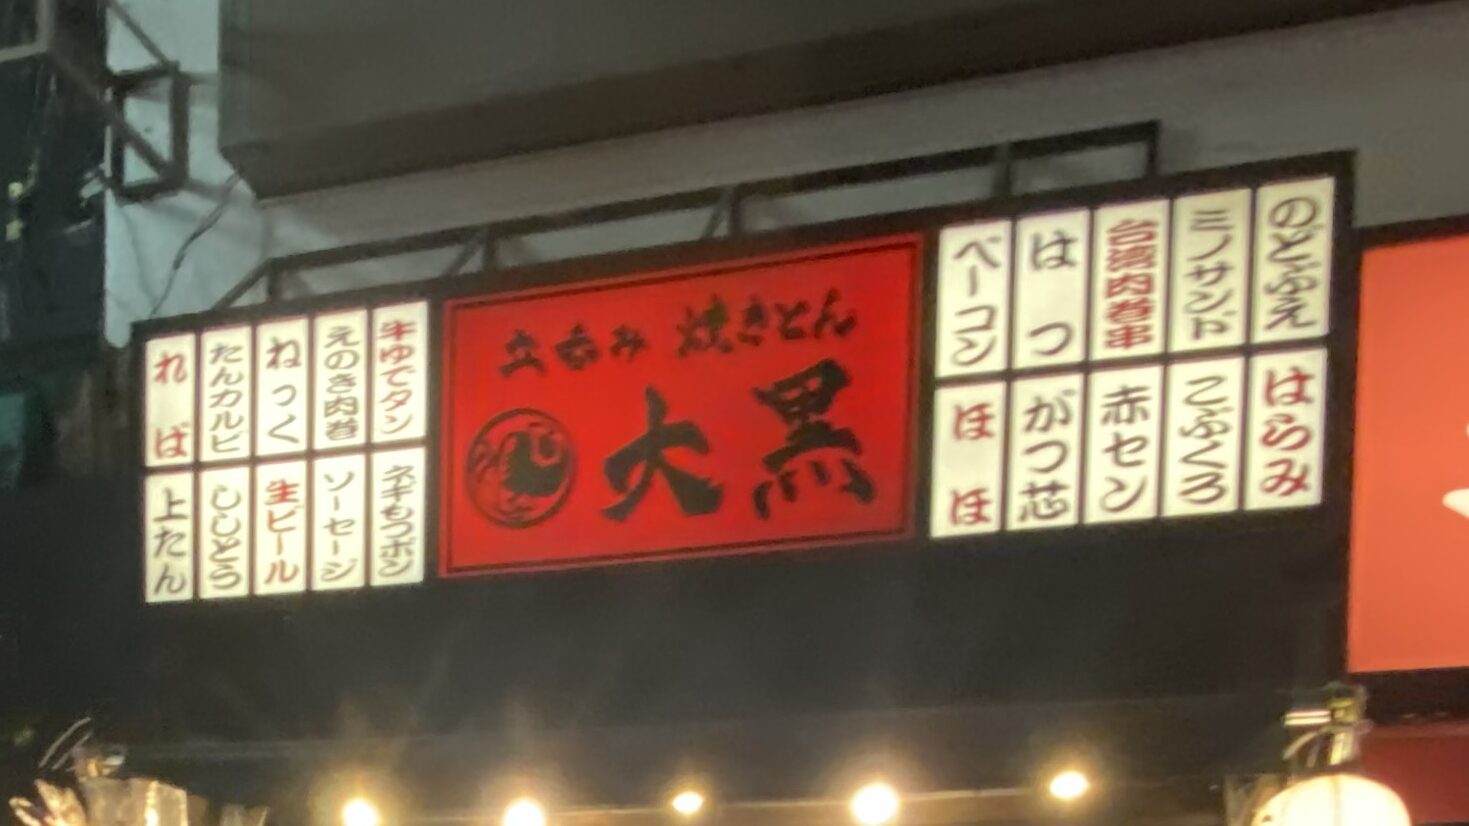 牛ゆでタン
えのき肉巻
ねっく
たんカルビ
れば
ネギもつポン
ソーセージ
生ビール
ししとう
上たん
立呑み 焼きとん
大黒
のどぶえ
ミノサンド
台湾肉巻串
はつ
ベーコン
はらみ
こぶくろ
赤セン
がつ芯
ほほ